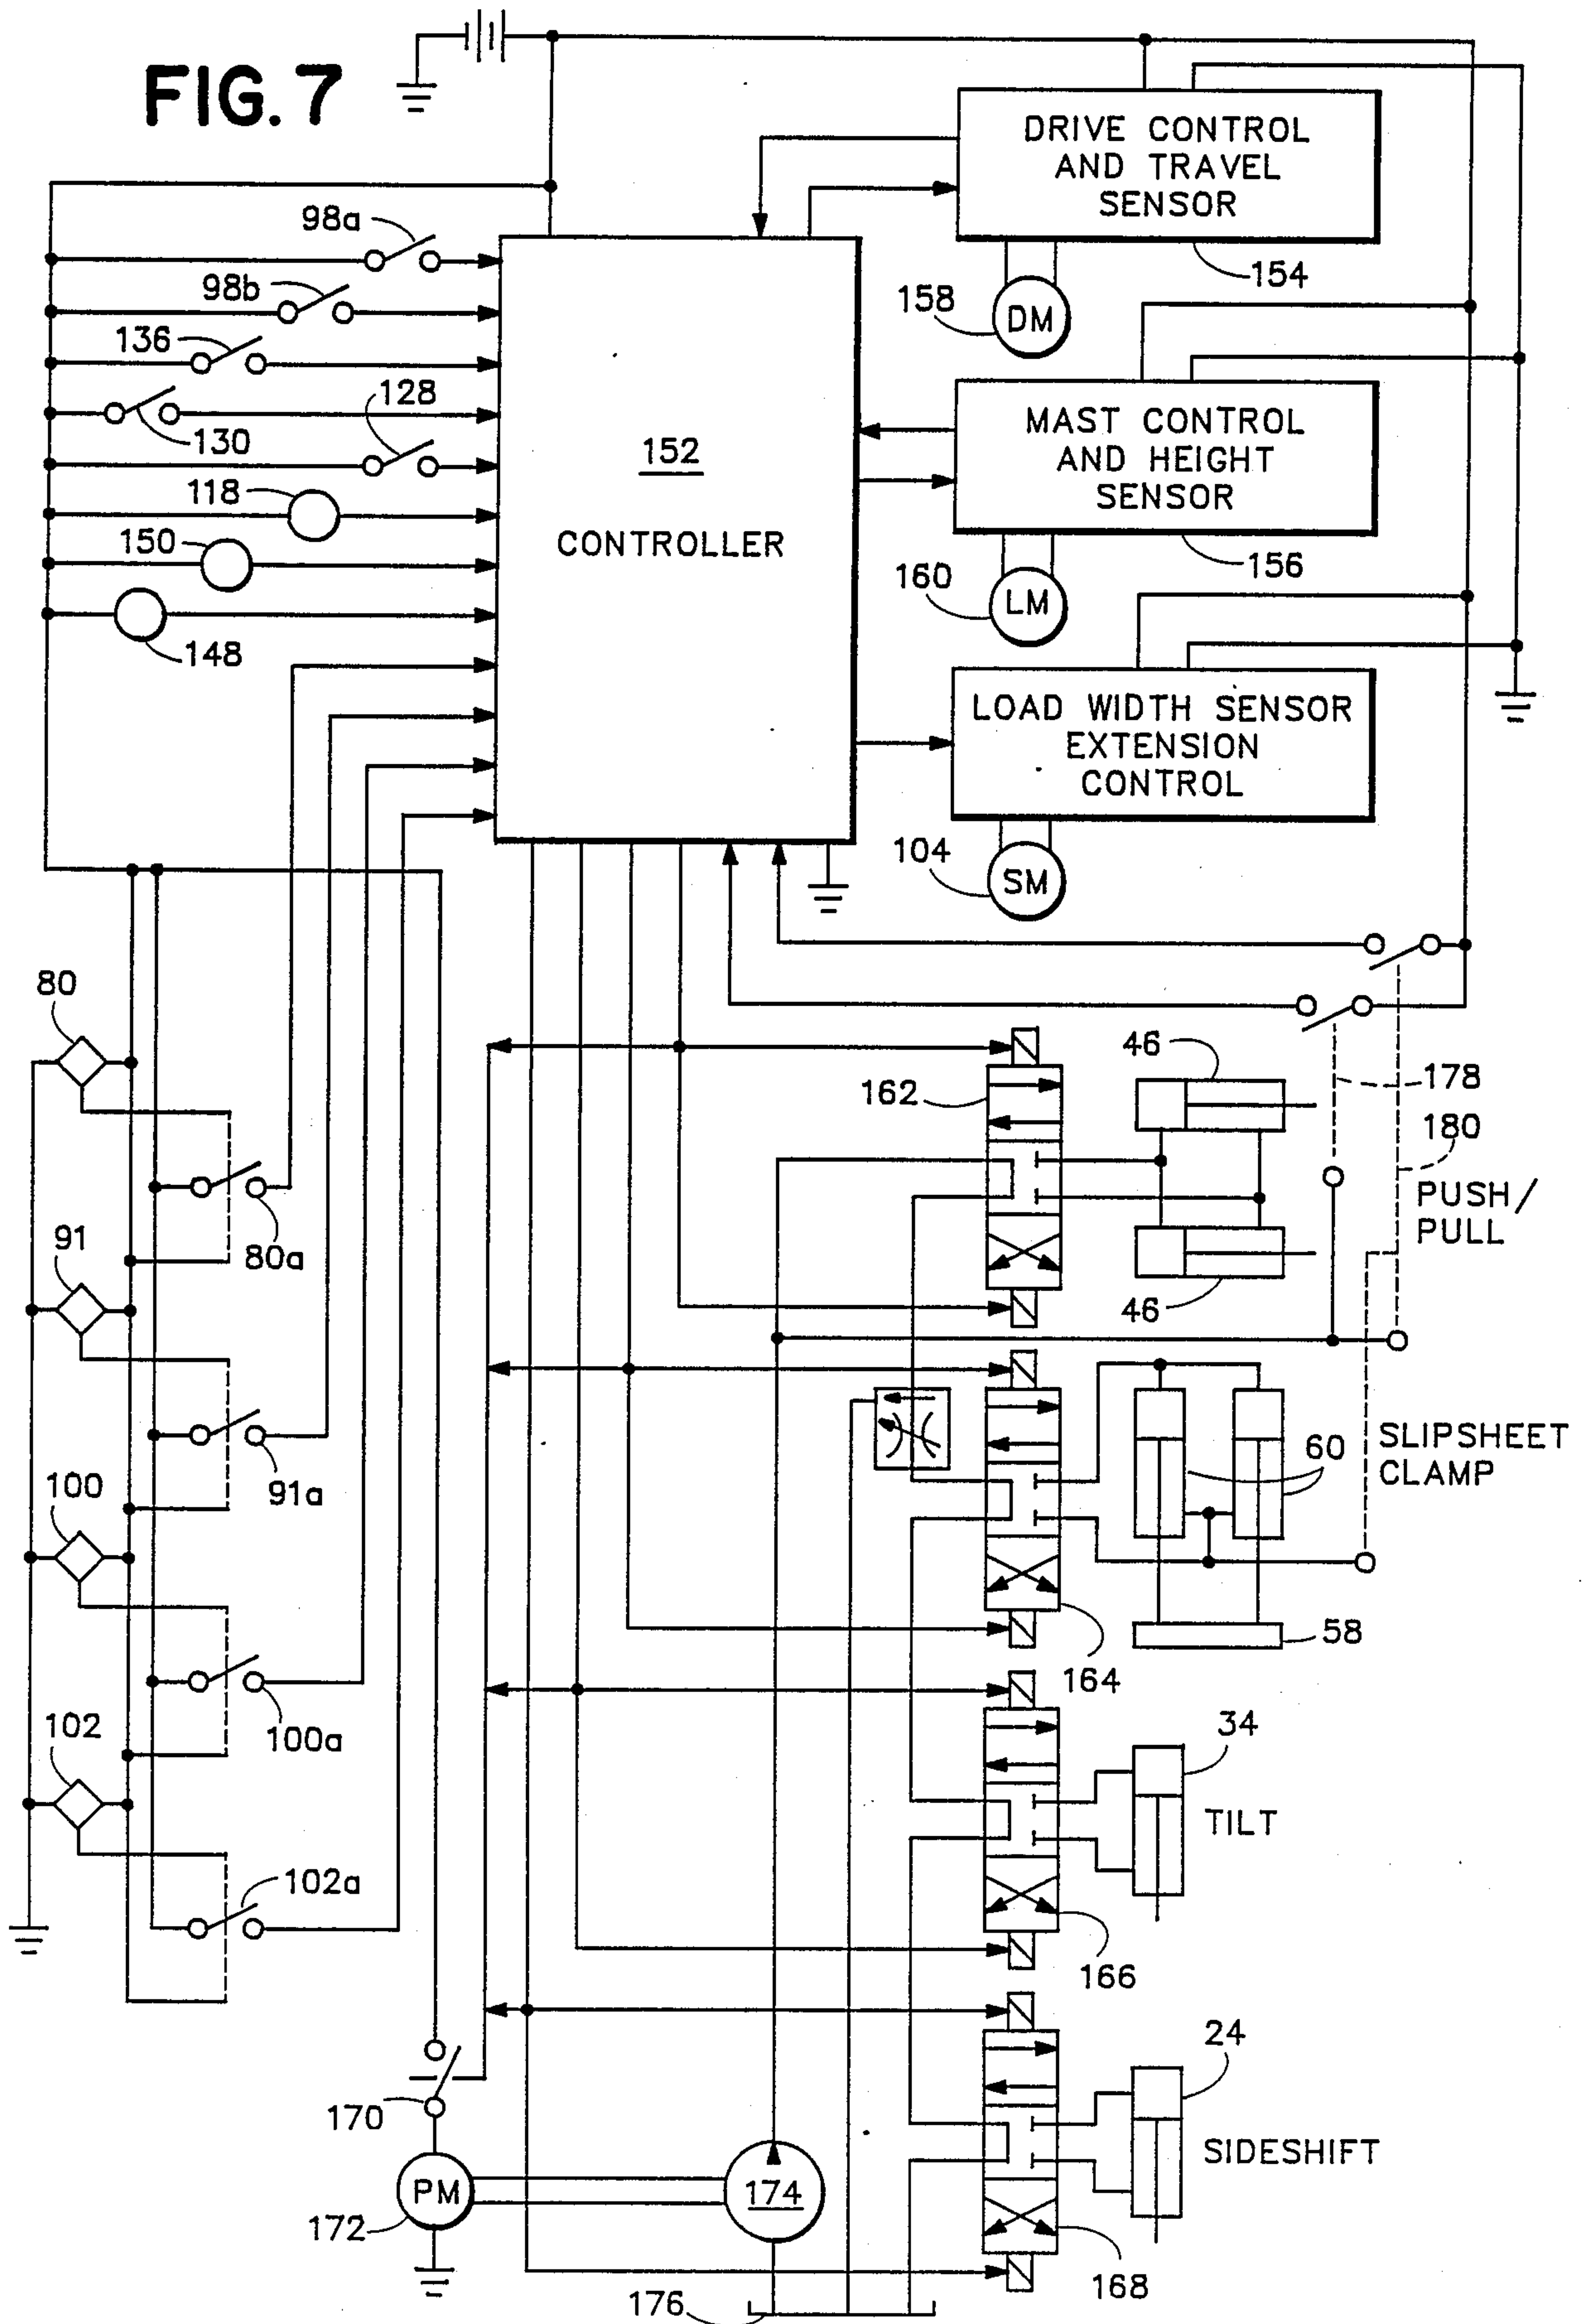 FIG. 7
DRIVE CONTROL
AND TRAVEL
SENSOR
154
158
DM
98a
98b
136
130
128
118
150
148
152
CONTROLLER
MAST CONTROL
AND HEIGHT
SENSOR
156
160
LM
LOAD WIDTH SENSOR
EXTENSION
CONTROL
104
SM
80
80a
91
91a
100
100a
102
102a
162
46
46
178
180
PUSH/
PULL
60
SLIPSHEET
CLAMP
58
164
34
TILT
166
24
SIDESHIFT
168
170
PM
172
174
176